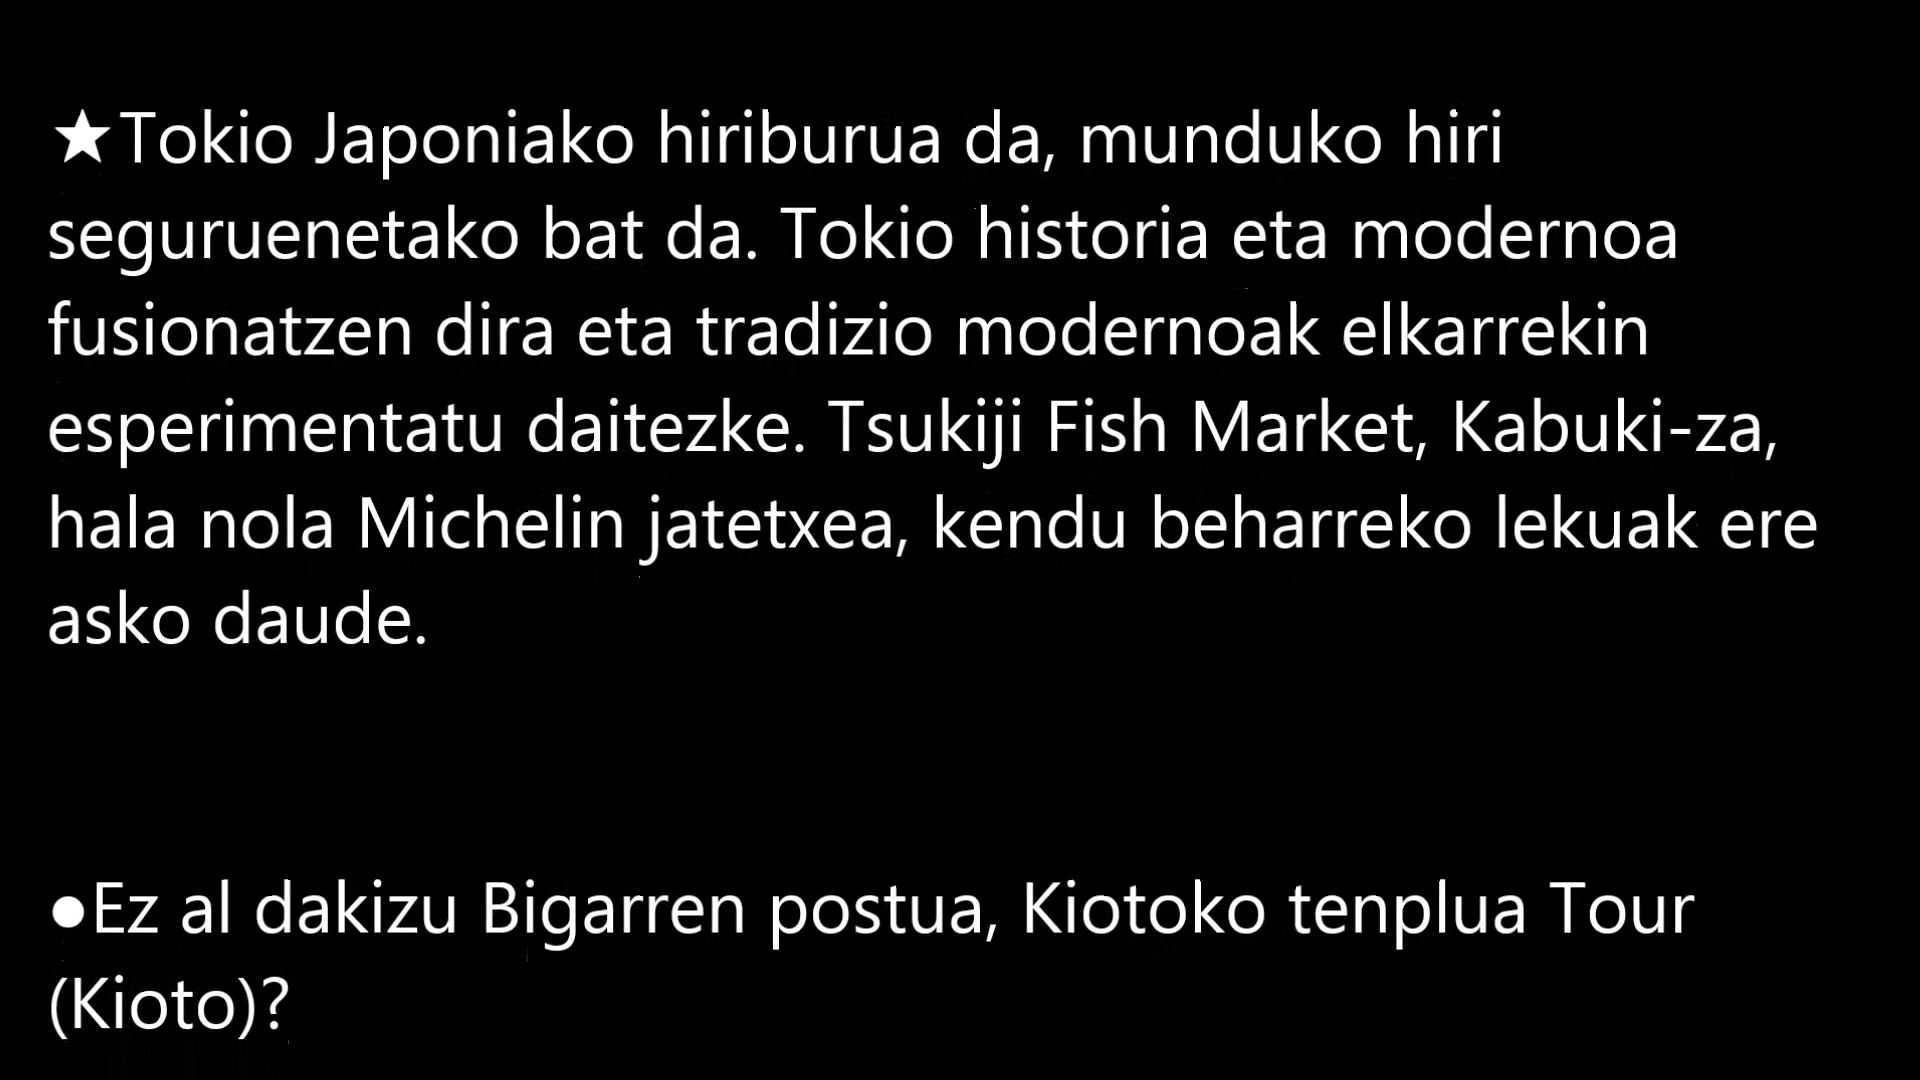 ★Tokio Japoniako hiriburua da, munduko hiri
seguruenetako bat da. Tokio historia eta modernoa
fusionatzen dira eta tradizio modernoak elkarrekin
esperimentatu daitezke. Tsukiji Fish Market, Kabuki-za,
hala nola Michelin jatetxea, kendu beharreko lekuak ere
asko daude.
●Ez al dakizu Bigarren postua, Kiotoko tenplua Tour
(Kioto)?